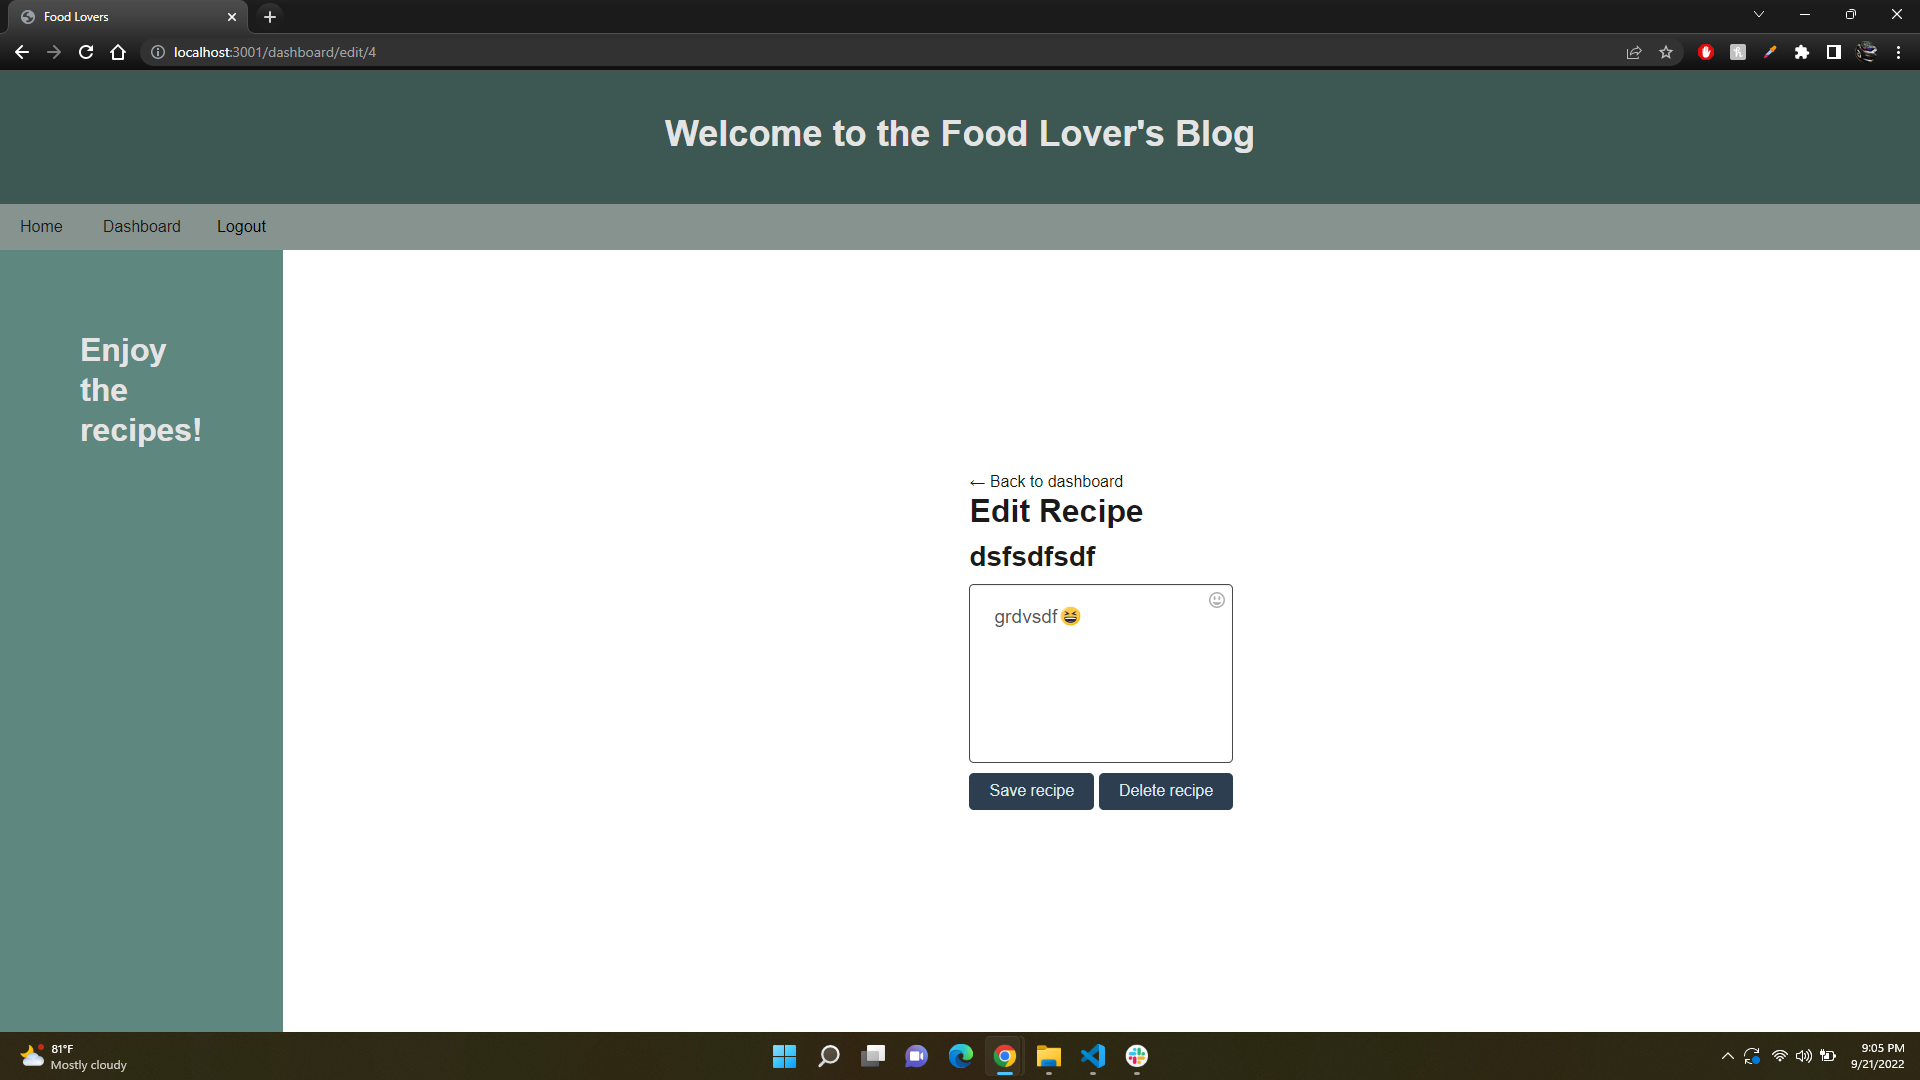 Food Lovers
localhost:3001/dashboard/edit/4
Welcome to the Food Lover's Blog
Home Dashboard Logout
Enjoy
the
recipes!
← Back to dashboard
Edit Recipe
dsfsdfsdf
grdvsdf😆
Save recipe Delete recipe
81°F
Mostly cloudy
9:05 PM
9/21/2022